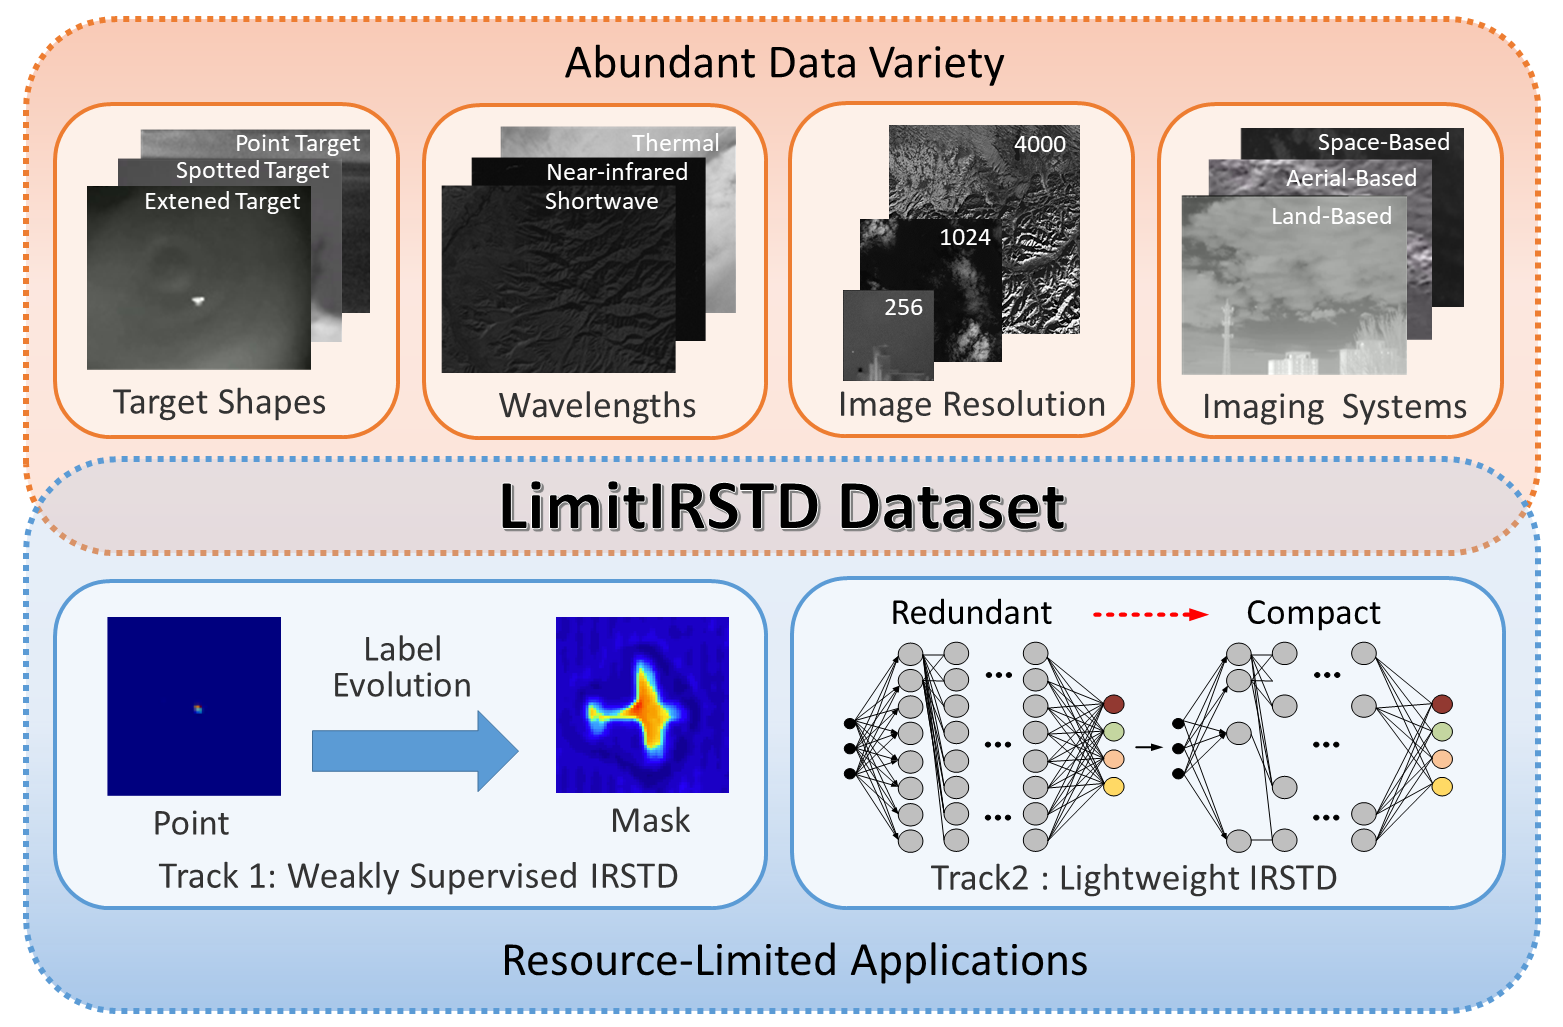 Abundant Data Variety
Point Target
Spotted Target
Extened Target
Target Shapes
Thermal
Near-infrared
Shortwave
Wavelengths
4000
1024
256
Image Resolution
Space-Based
Aerial-Based
Land-Based
Imaging Systems
LimitIRSTD Dataset
Label
Evolution
Point
Mask
Track 1: Weakly Supervised IRSTD
Redundant
Compact
...
...
...
...
...
...
Track2 : Lightweight IRSTD
Resource-Limited Applications